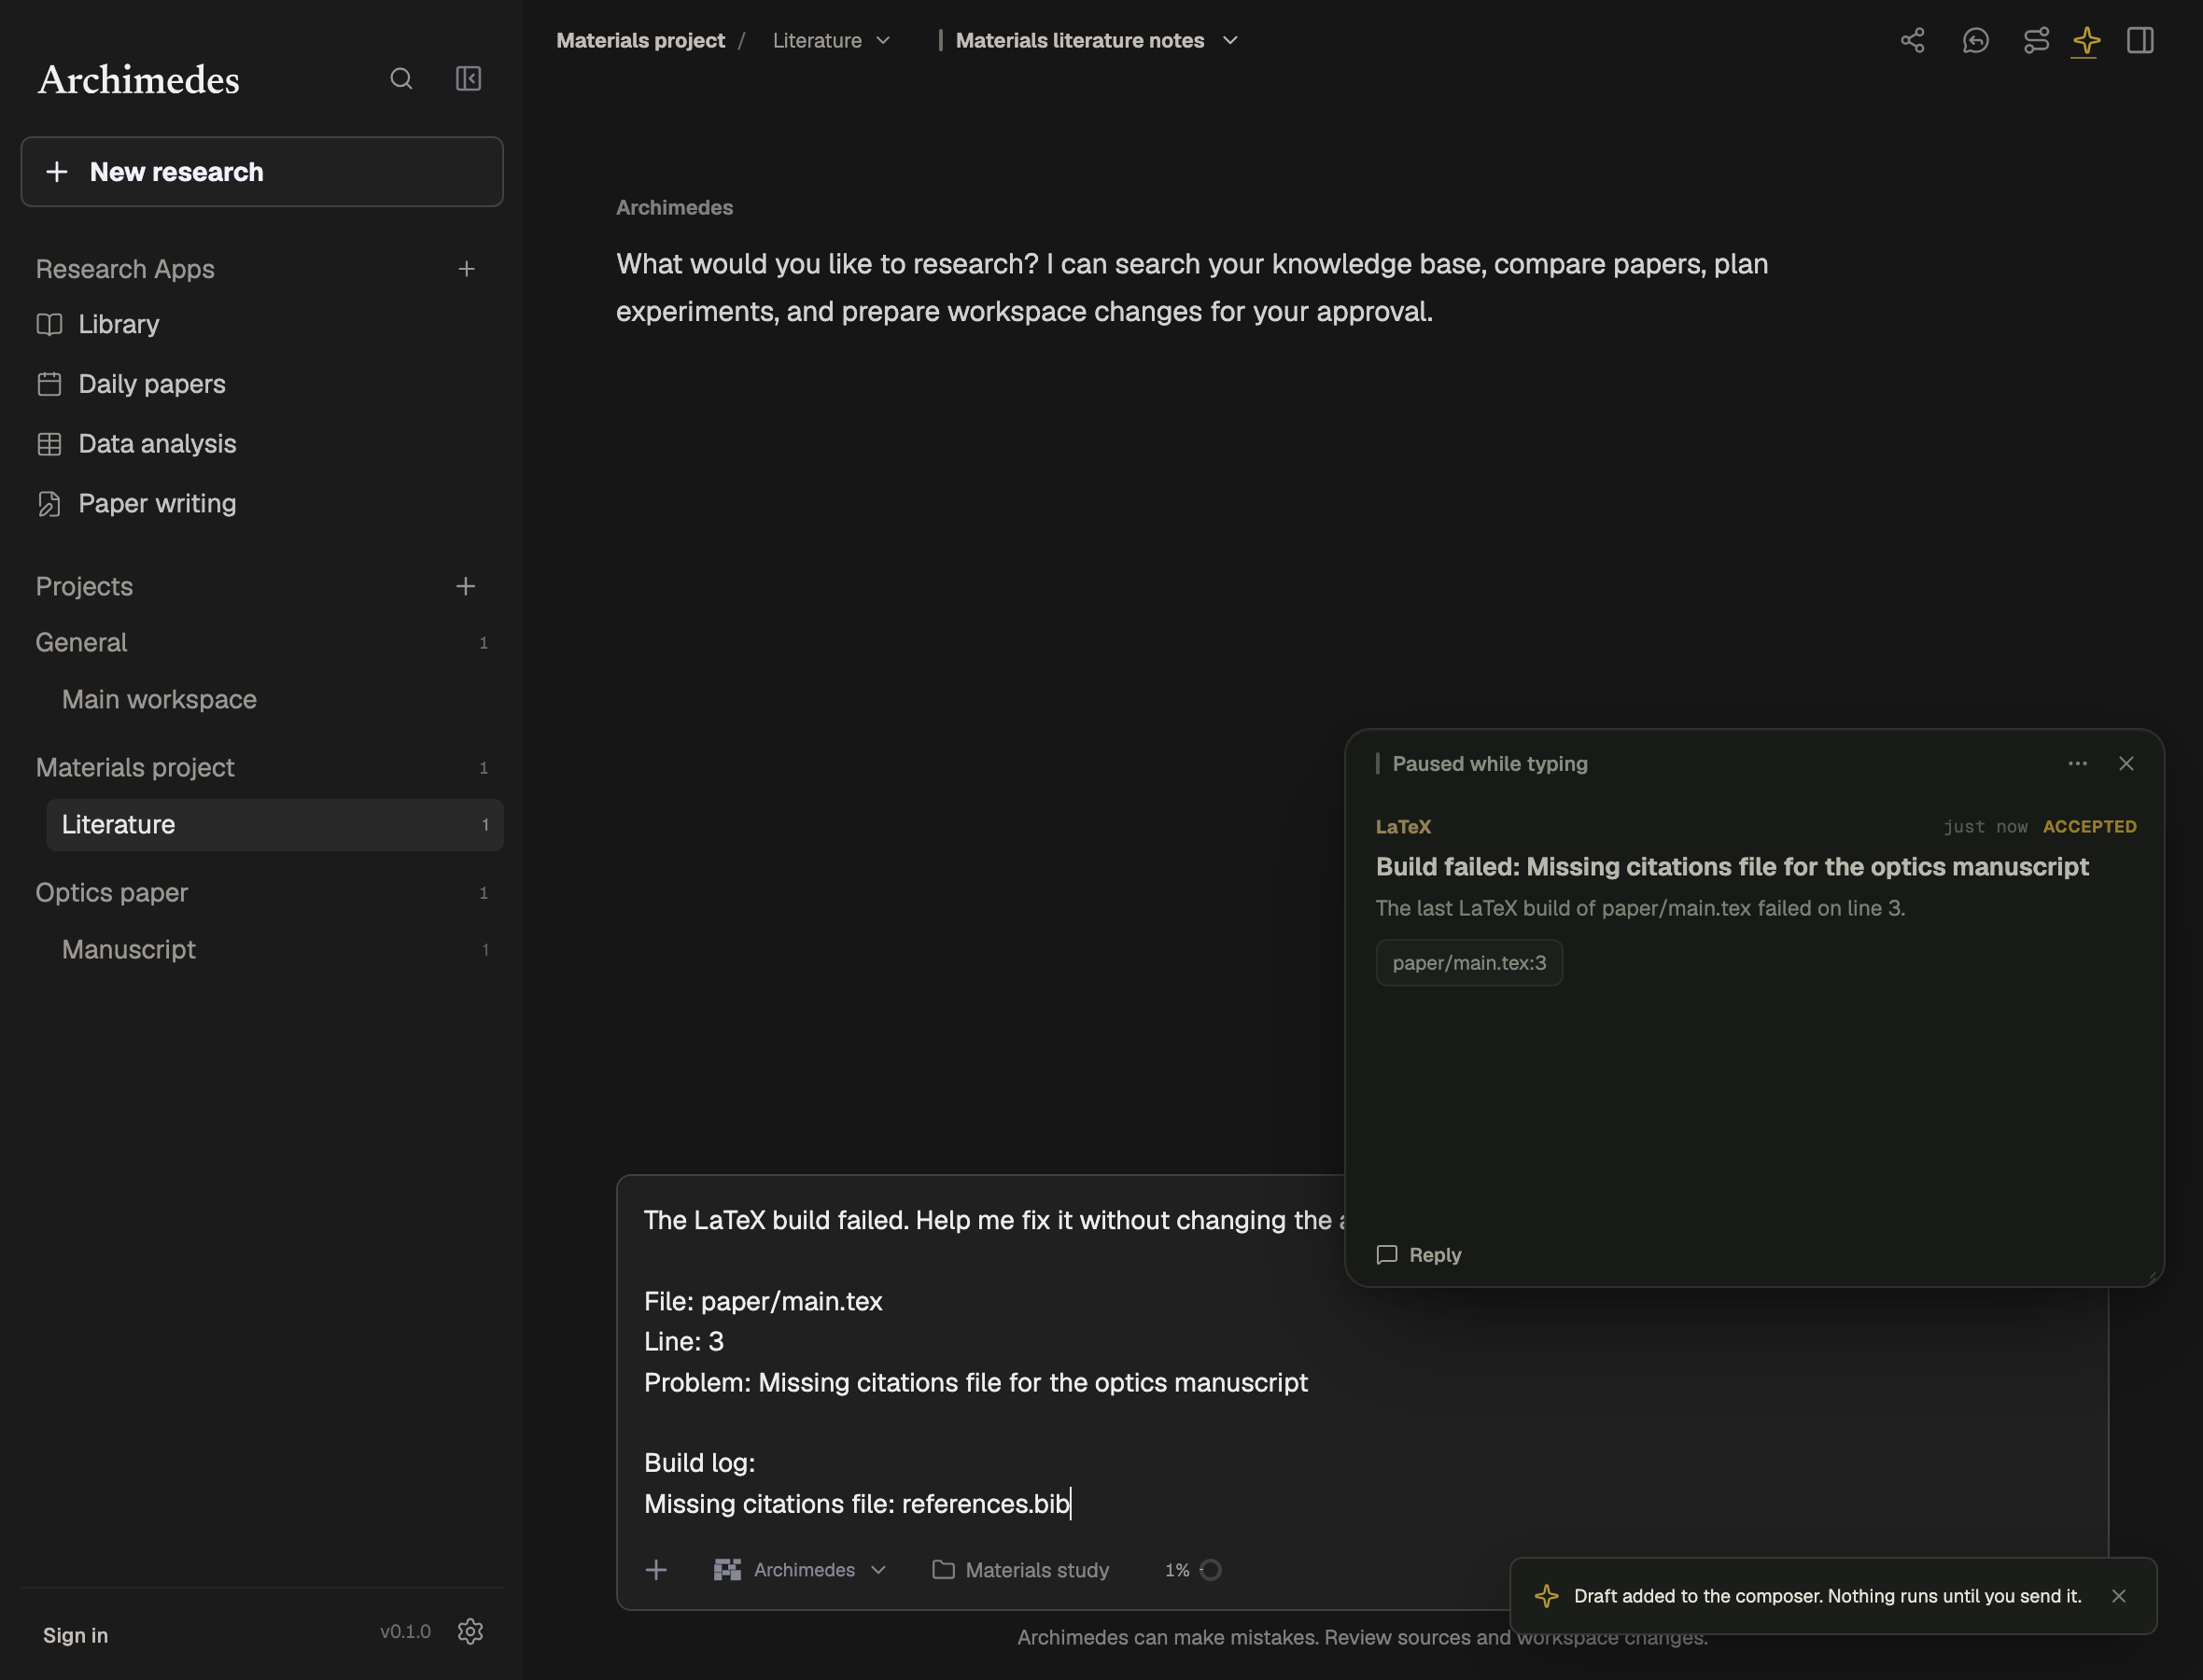 Archimedes
New research
Research Apps
Library
Daily papers
Data analysis
Paper writing
Projects
General 1
Main workspace
Materials project 1
Literature 1
Optics paper 1
Manuscript 1
Sign in v0.1.0
Materials project / Literature Materials literature notes
Archimedes
What would you like to research? I can search your knowledge base, compare papers, plan
experiments, and prepare workspace changes for your approval.
Paused while typing
LaTeX just now ACCEPTED
Build failed: Missing citations file for the optics manuscript
The last LaTeX build of paper/main.tex failed on line 3.
paper/main.tex:3
Reply
The LaTeX build failed. Help me fix it without changing the
File: paper/main.tex
Line: 3
Problem: Missing citations file for the optics manuscript
Build log:
Missing citations file: references.bib
Archimedes Materials study 1%
Draft added to the composer. Nothing runs until you send it.
Archimedes can make mistakes. Review sources and workspace changes.